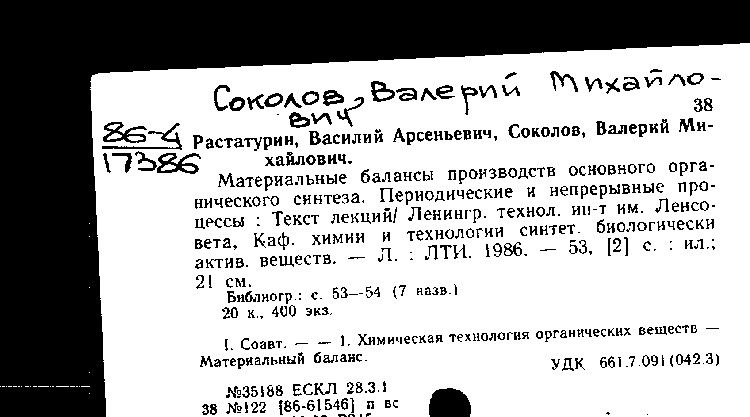 Соколов, Валерий Михайло-
вич
38
86-4
17386
Растатурин, Василий Арсеньевич, Соколов, Валерий Ми-
хайлович.
Материальные балансы производств основного орга-
нического синтеза. Периодические и непрерывные про-
цессы : Текст лекций/ Ленингр. технол. ин-т им. Ленсо-
вета, Каф. химии и технологии синтет. биологически
актив. веществ. — Л. : ЛТИ. 1986. — 53, [2] с. : ил.;
21 см.
Библиогр.: с. 53—54 (7 назв.)
20 к., 400 экз.
I. Соавт. — — 1. Химическая технология органических веществ —
Материальный баланс.
УДК 661.7.091(042.3)
№35188 ЕСКЛ 28.3.1
38 №122 [86-61546] п вс